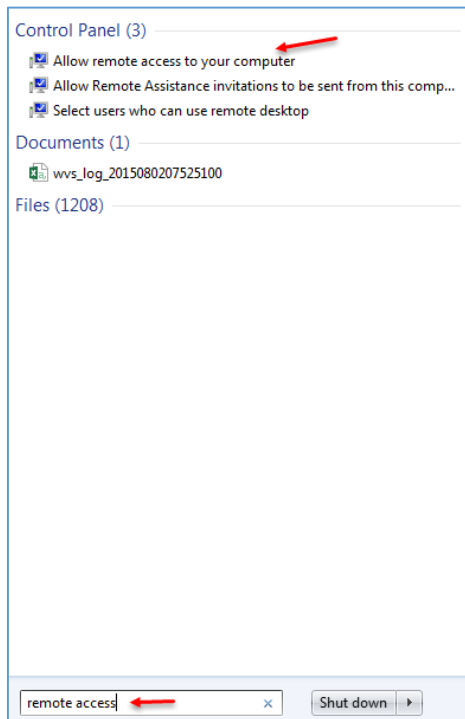 Control Panel (3)
Allow remote access to your computer
Allow Remote Assistance invitations to be sent from this comp...
Select users who can use remote desktop
Documents (1)
wvs_log_2015080207525100
Files (1208)
remote access
Shut down